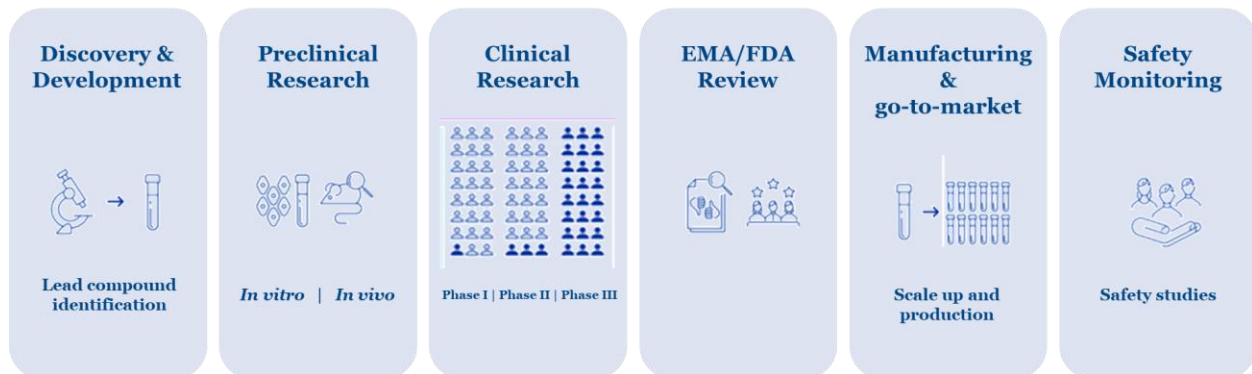 Discovery &
Development
Lead compound
identification
Preclinical
Research
In vitro | In vivo
Clinical
Research
Phase I | Phase II | Phase III
EMA/FDA
Review
Manufacturing
&
go-to-market
Scale up and
production
Safety
Monitoring
Safety studies